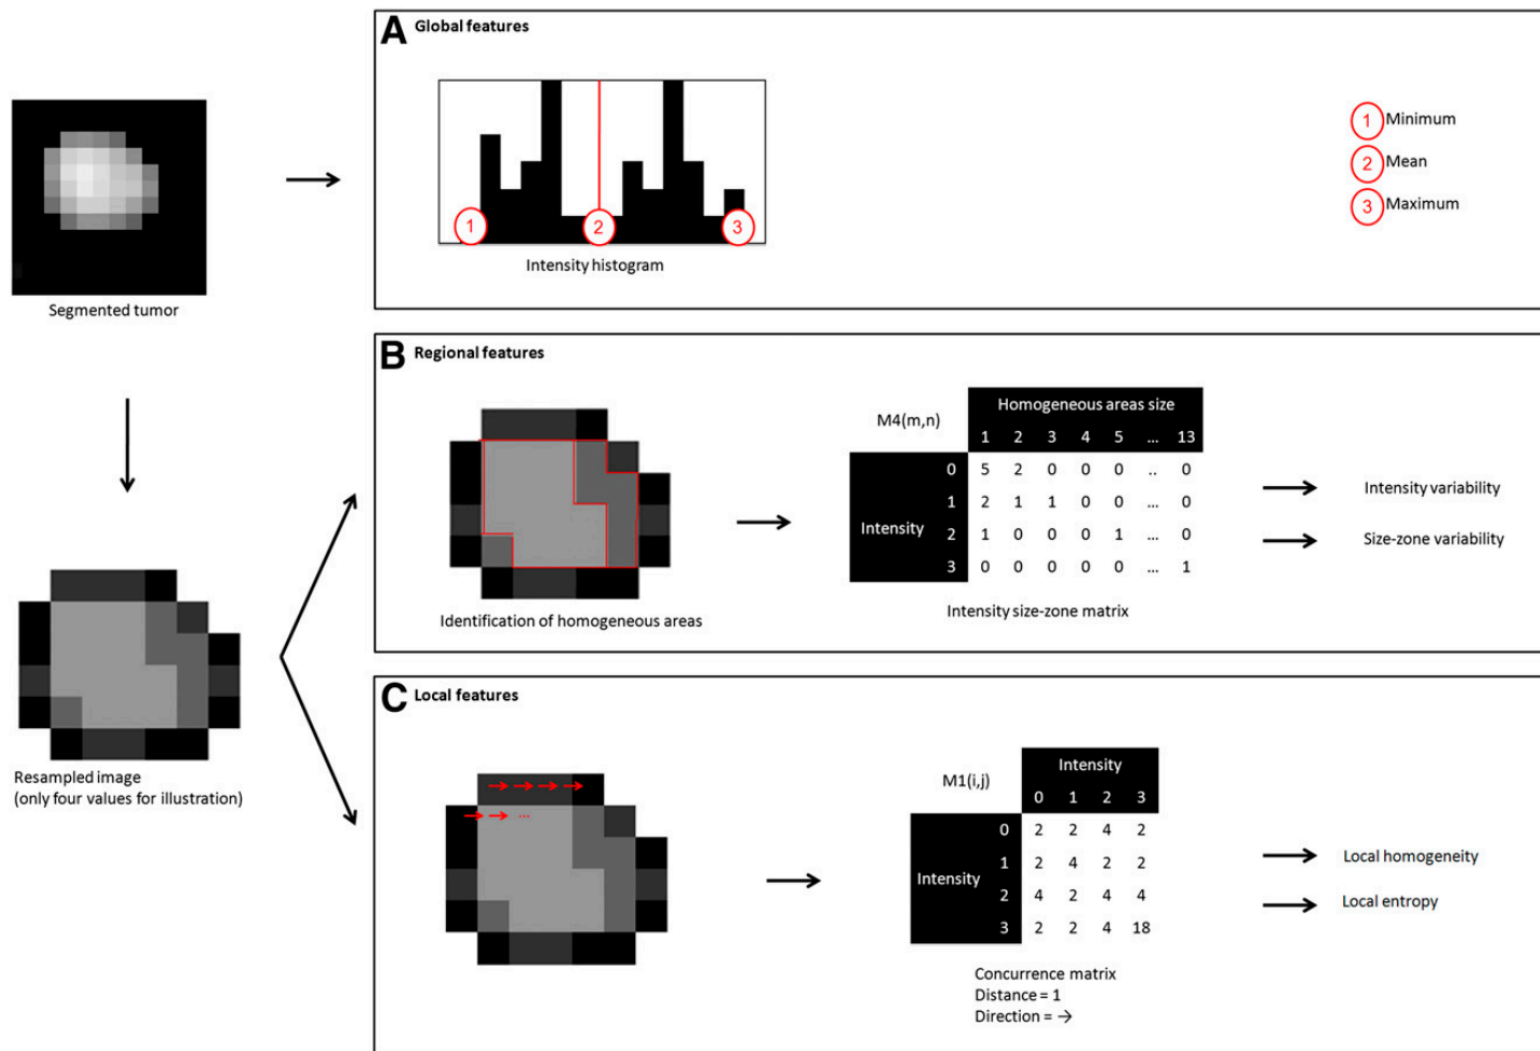 A Global features
1 Minimum
2 Mean
3 Maximum
1 2 3
Intensity histogram
Segmented tumor
B Regional features
M4(m,n)
Homogeneous areas size
1 2 3 4 5 ... 13
Intensity
0 5 2 0 0 0 .. 0
1 2 1 1 0 0 ... 0
2 1 0 0 0 1 ... 0
3 0 0 0 0 0 ... 1
Intensity variability
Size-zone variability
Identification of homogeneous areas
Intensity size-zone matrix
Resampled image
(only four values for illustration)
C Local features
...
M1(i,j)
Intensity
0 1 2 3
Intensity
0 2 2 4 2
1 2 4 2 2
2 4 2 4 4
3 2 2 4 18
Local homogeneity
Local entropy
Concurrence matrix
Distance = 1
Direction = →